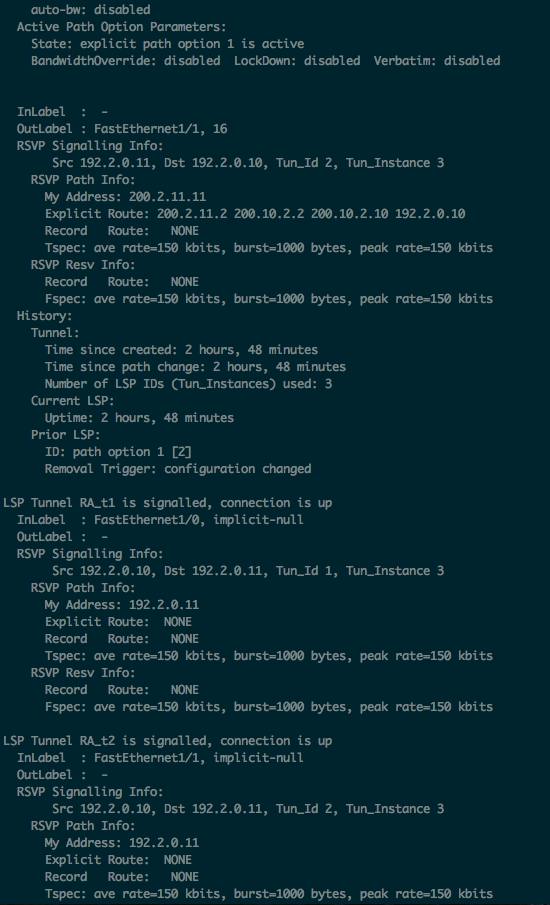 auto-bw: disabled
Active Path Option Parameters:
State: explicit path option 1 is active
BandwidthOverride: disabled  LockDown: disabled  Verbatim: disabled
InLabel  :  -
OutLabel : FastEthernet1/1, 16
RSVP Signalling Info:
Src 192.2.0.11, Dst 192.2.0.10, Tun_Id 2, Tun_Instance 3
RSVP Path Info:
My Address: 200.2.11.11
Explicit Route: 200.2.11.2 200.10.2.2 200.10.2.10 192.2.0.10
Record   Route:   NONE
Tspec: ave rate=150 kbits, burst=1000 bytes, peak rate=150 kbits
RSVP Resv Info:
Record   Route:   NONE
Fspec: ave rate=150 kbits, burst=1000 bytes, peak rate=150 kbits
History:
Tunnel:
Time since created: 2 hours, 48 minutes
Time since path change: 2 hours, 48 minutes
Number of LSP IDs (Tun_Instances) used: 3
Current LSP:
Uptime: 2 hours, 48 minutes
Prior LSP:
ID: path option 1 [2]
Removal Trigger: configuration changed
LSP Tunnel RA_t1 is signalled, connection is up
InLabel  : FastEthernet1/0, implicit-null
OutLabel :  -
RSVP Signalling Info:
Src 192.2.0.10, Dst 192.2.0.11, Tun_Id 1, Tun_Instance 3
RSVP Path Info:
My Address: 192.2.0.11
Explicit Route:  NONE
Record   Route:   NONE
Tspec: ave rate=150 kbits, burst=1000 bytes, peak rate=150 kbits
RSVP Resv Info:
Record   Route:   NONE
Fspec: ave rate=150 kbits, burst=1000 bytes, peak rate=150 kbits
LSP Tunnel RA_t2 is signalled, connection is up
InLabel  : FastEthernet1/1, implicit-null
OutLabel :  -
RSVP Signalling Info:
Src 192.2.0.10, Dst 192.2.0.11, Tun_Id 2, Tun_Instance 3
RSVP Path Info:
My Address: 192.2.0.11
Explicit Route:  NONE
Record   Route:   NONE
Tspec: ave rate=150 kbits, burst=1000 bytes, peak rate=150 kbits